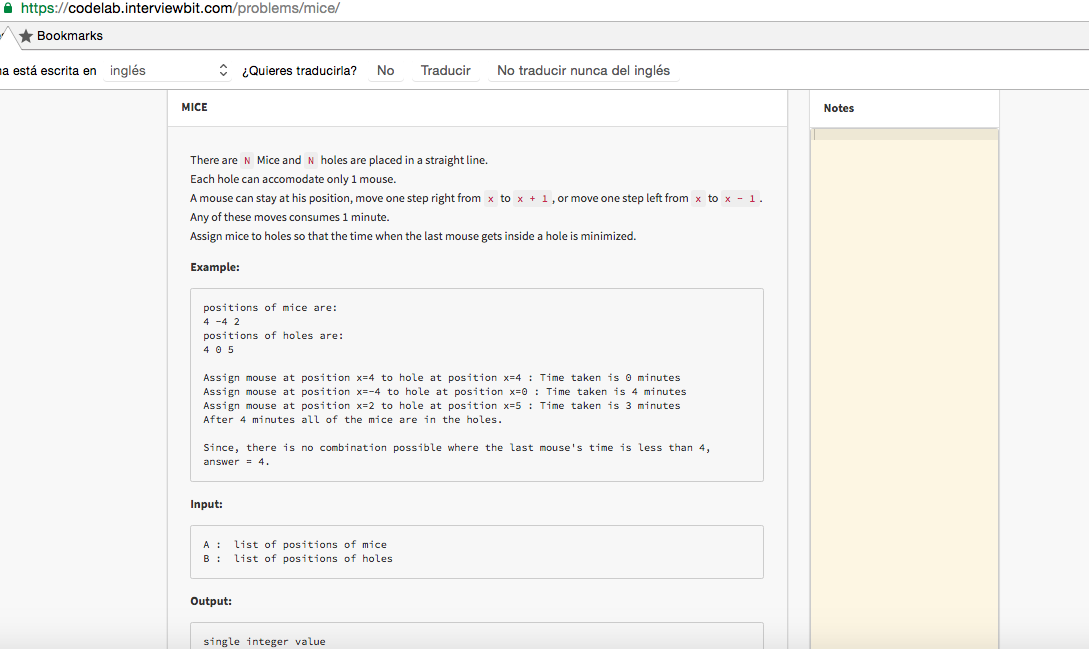 https://codelab.interviewbit.com/problems/mice/
Bookmarks
está escrita en inglés ¿Quieres traducirla? No Traducir No traducir nunca del inglés
MICE
Notes
There are N Mice and N holes are placed in a straight line.
Each hole can accomodate only 1 mouse.
A mouse can stay at his position, move one step right from x to x + 1 , or move one step left from x to x - 1 .
Any of these moves consumes 1 minute.
Assign mice to holes so that the time when the last mouse gets inside a hole is minimized.
Example:
positions of mice are:
4 -4 2
positions of holes are:
4 0 5
Assign mouse at position x=4 to hole at position x=4 : Time taken is 0 minutes
Assign mouse at position x=-4 to hole at position x=0 : Time taken is 4 minutes
Assign mouse at position x=2 to hole at position x=5 : Time taken is 3 minutes
After 4 minutes all of the mice are in the holes.
Since, there is no combination possible where the last mouse's time is less than 4,
answer = 4.
Input:
A : list of positions of mice
B : list of positions of holes
Output:
single integer value